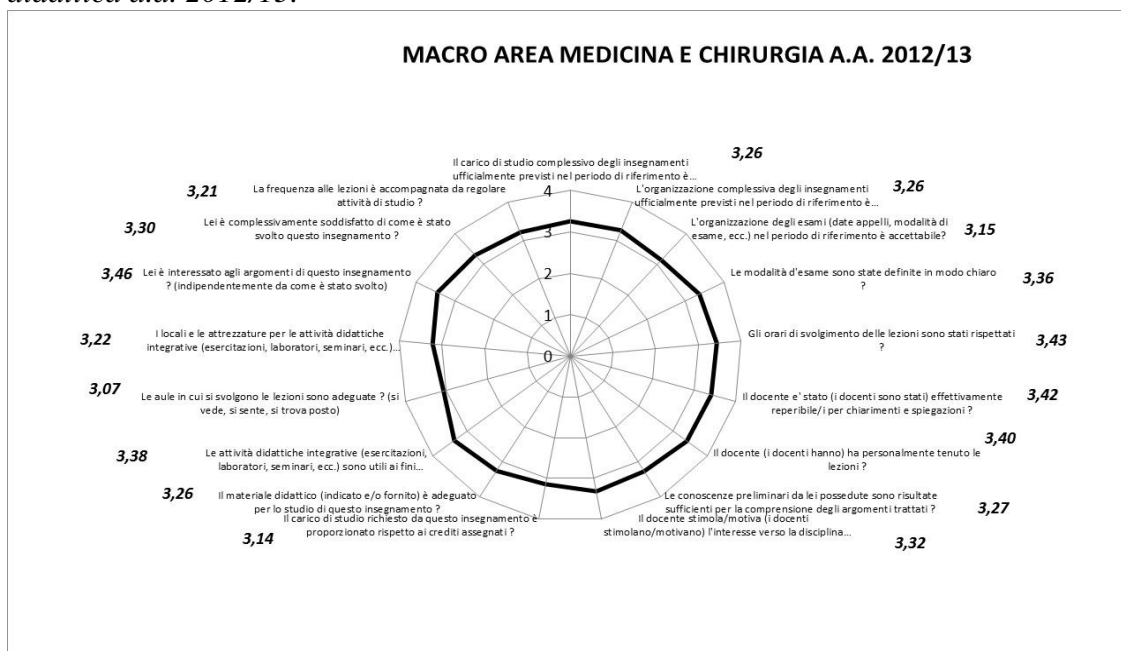 didattica a.a. 2012/13.
MACRO AREA MEDICINA E CHIRURGIA A.A. 2012/13
Il carico di studio complessivo degli insegnamenti
ufficialmente previsti nel periodo di riferimento è...
3,26
L'organizzazione complessiva degli insegnamenti
ufficialmente previsti nel periodo di riferimento è...
3,26
L'organizzazione degli esami (date appelli, modalità di
esame, ecc.) nel periodo di riferimento è accettabile?
3,15
Le modalità d'esame sono state definite in modo chiaro
?
3,36
Gli orari di svolgimento delle lezioni sono stati rispettati
?
3,43
Il docente e' stato (i docenti sono stati) effettivamente
reperibile/i per chiarimenti e spiegazioni ?
3,42
Il docente (i docenti hanno) ha personalmente tenuto le
lezioni ?
3,40
Le conoscenze preliminari da lei possedute sono risultate
sufficienti per la comprensione degli argomenti trattati ?
3,27
Il docente stimola/motiva (i docenti
stimolano/motivano) l'interesse verso la disciplina...
3,32
Il carico di studio richiesto da questo insegnamento è
proporzionato rispetto ai crediti assegnati ?
3,14
Il materiale didattico (indicato e/o fornito) è adeguato
per lo studio di questo insegnamento ?
3,26
Le attività didattiche integrative (esercitazioni,
laboratori, seminari, ecc.) sono utili ai fini...
3,38
Le aule in cui si svolgono le lezioni sono adeguate ? (si
vede, si sente, si trova posto)
3,07
I locali e le attrezzature per le attività didattiche
integrative (esercitazioni, laboratori, seminari, ecc.)...
3,22
Lei è interessato agli argomenti di questo insegnamento
? (indipendentemente da come è stato svolto)
3,46
Lei è complessivamente soddisfatto di come è stato
svolto questo insegnamento ?
3,30
La frequenza alle lezioni è accompagnata da regolare
attività di studio ?
3,21
4
3
2
1
0